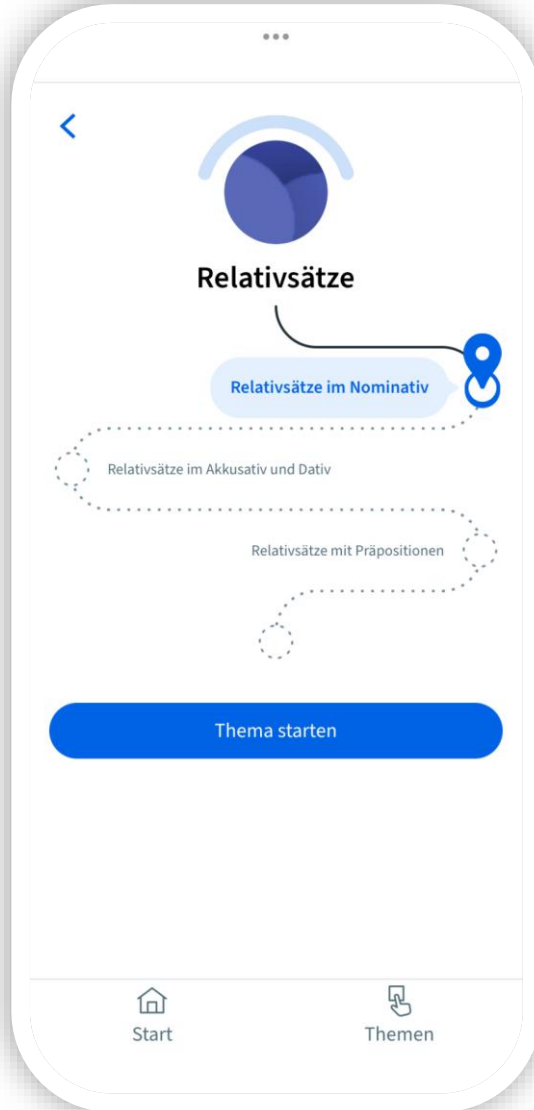 Relativsätze
Relativsätze im Nominativ
Relativsätze im Akkusativ und Dativ
Relativsätze mit Präpositionen
Thema starten
Start
Themen